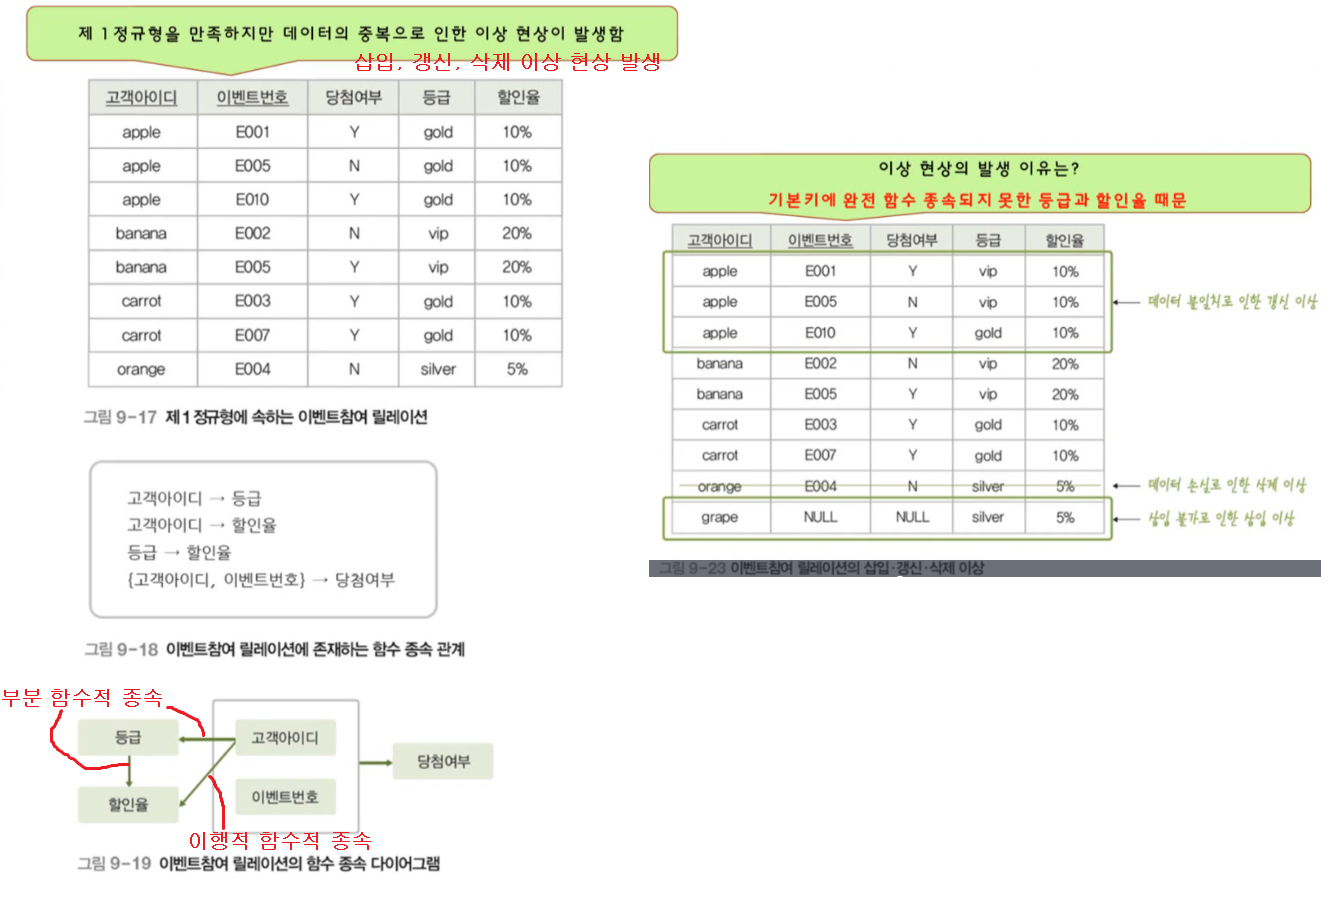 제 1정규형을 만족하지만 데이터의 중복으로 인한 이상 현상이 발생함
삽입, 갱신, 삭제 이상 현상 발생
고객아이디 이벤트번호 당첨여부 등급 할인율
apple E001 Y gold 10%
apple E005 N gold 10%
apple E010 Y gold 10%
banana E002 N vip 20%
banana E005 Y vip 20%
carrot E003 Y gold 10%
carrot E007 Y gold 10%
orange E004 N silver 5%
그림 9-17 제1정규형에 속하는 이벤트참여 릴레이션
고객아이디 → 등급
고객아이디 → 할인율
등급 → 할인율
{고객아이디, 이벤트번호} → 당첨여부
그림 9-18 이벤트참여 릴레이션에 존재하는 함수 종속 관계
부분 함수적 종속
등급
고객아이디
당첨여부
할인율
이벤트번호
이행적 함수적 종속
그림 9-19 이벤트참여 릴레이션의 함수 종속 다이어그램
이상 현상의 발생 이유는?
기본키에 완전 함수 종속되지 못한 등급과 할인율 때문
고객아이디 이벤트번호 당첨여부 등급 할인율
apple E001 Y vip 10%
apple E005 N vip 10%
데이터 불일치로 인한 갱신 이상
apple E010 Y gold 10%
banana E002 N vip 20%
banana E005 Y vip 20%
carrot E003 Y gold 10%
carrot E007 Y gold 10%
orange E004 N silver 5%
데이터 손실로 인한 삭제 이상
grape NULL NULL silver 5%
삽입 불가로 인한 삽입 이상
그림 9-23 이벤트참여 릴레이션의 삽입·갱신·삭제 이상